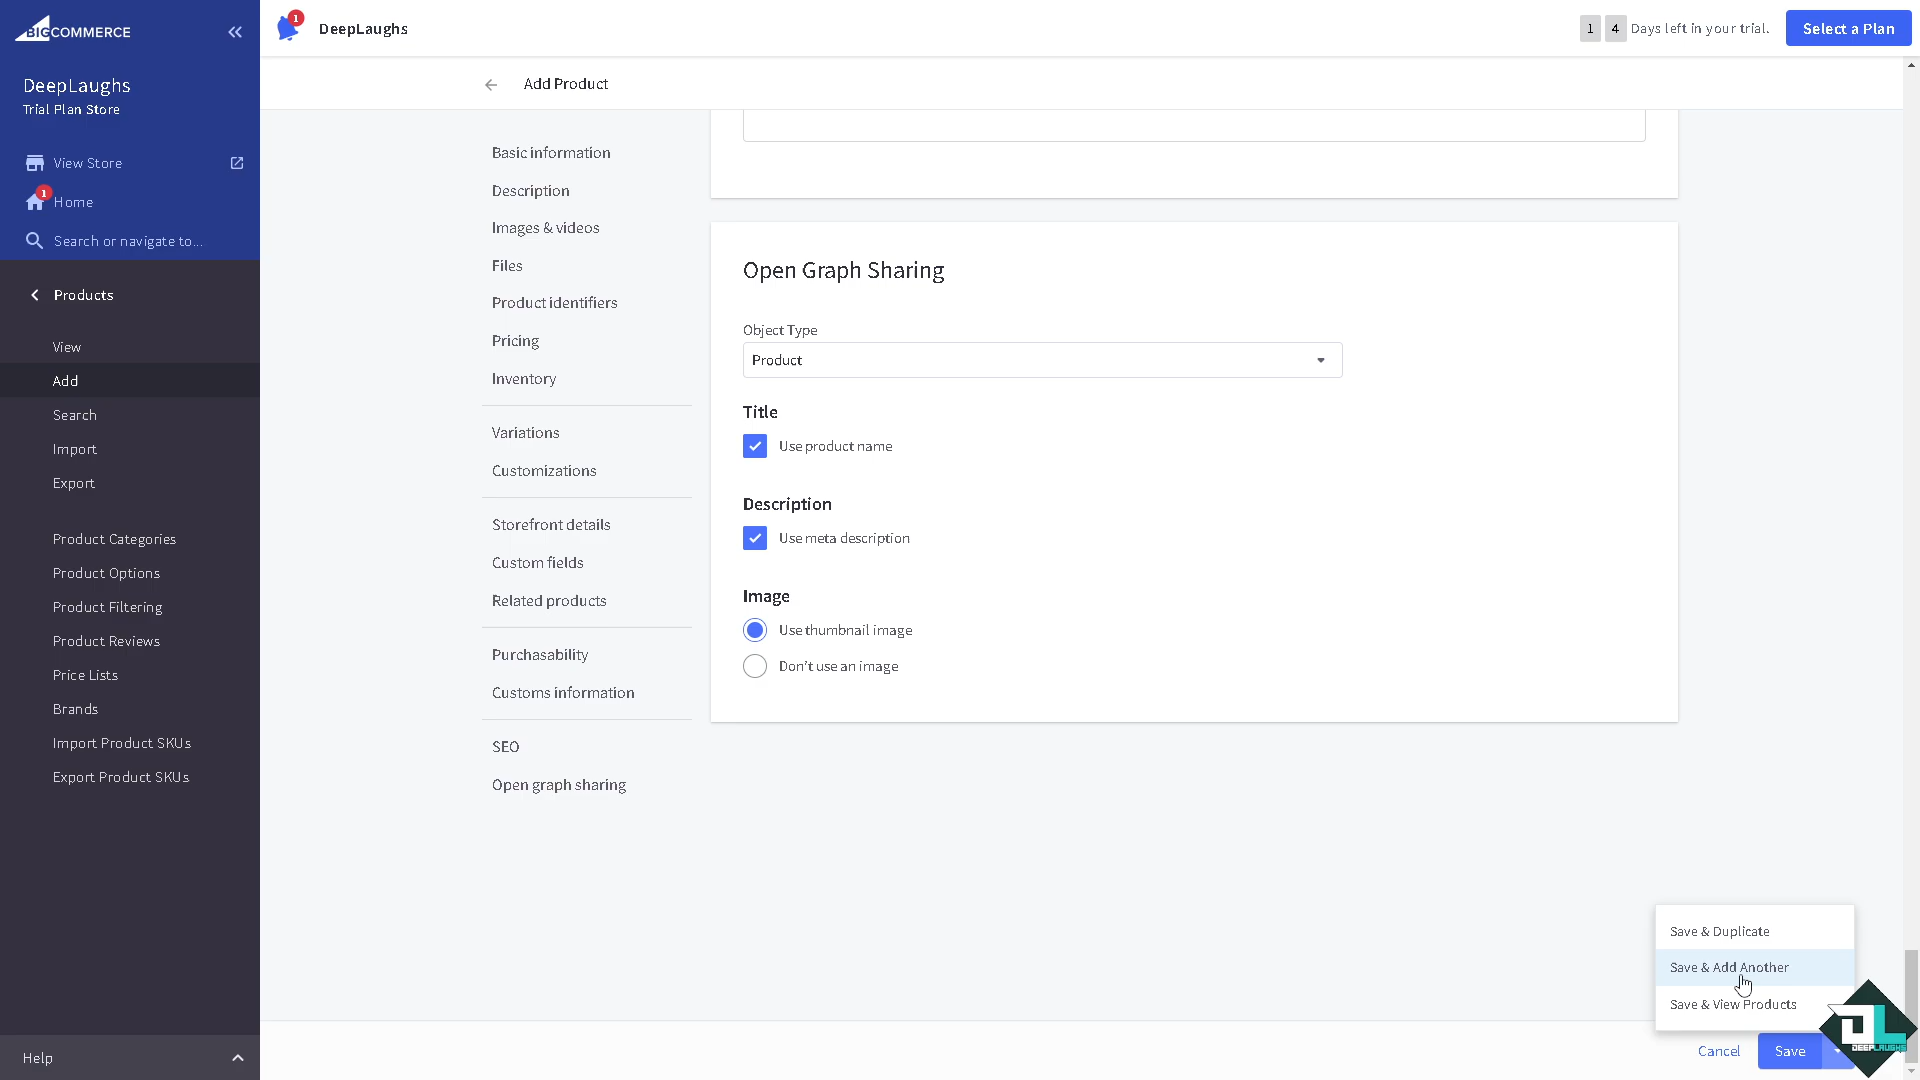 BIGCOMMERCE
1
DeepLaughs
1 4 Days left in your trial.
Select a Plan
DeepLaughs
Trial Plan Store
Add Product
View Store
1
Home
Search or navigate to...
Products
View
Add
Search
Import
Export
Product Categories
Product Options
Product Filtering
Product Reviews
Price Lists
Brands
Import Product SKUs
Export Product SKUs
Help
Basic information
Description
Images & videos
Files
Product identifiers
Pricing
Inventory
Variations
Customizations
Storefront details
Custom fields
Related products
Purchasability
Customs information
SEO
Open graph sharing
Open Graph Sharing
Object Type
Product
Title
Use product name
Description
Use meta description
Image
Use thumbnail image
Don't use an image
Save & Duplicate
Save & Add Another
Save & View Products
Cancel
Save
DL
DEEPLAUGHS